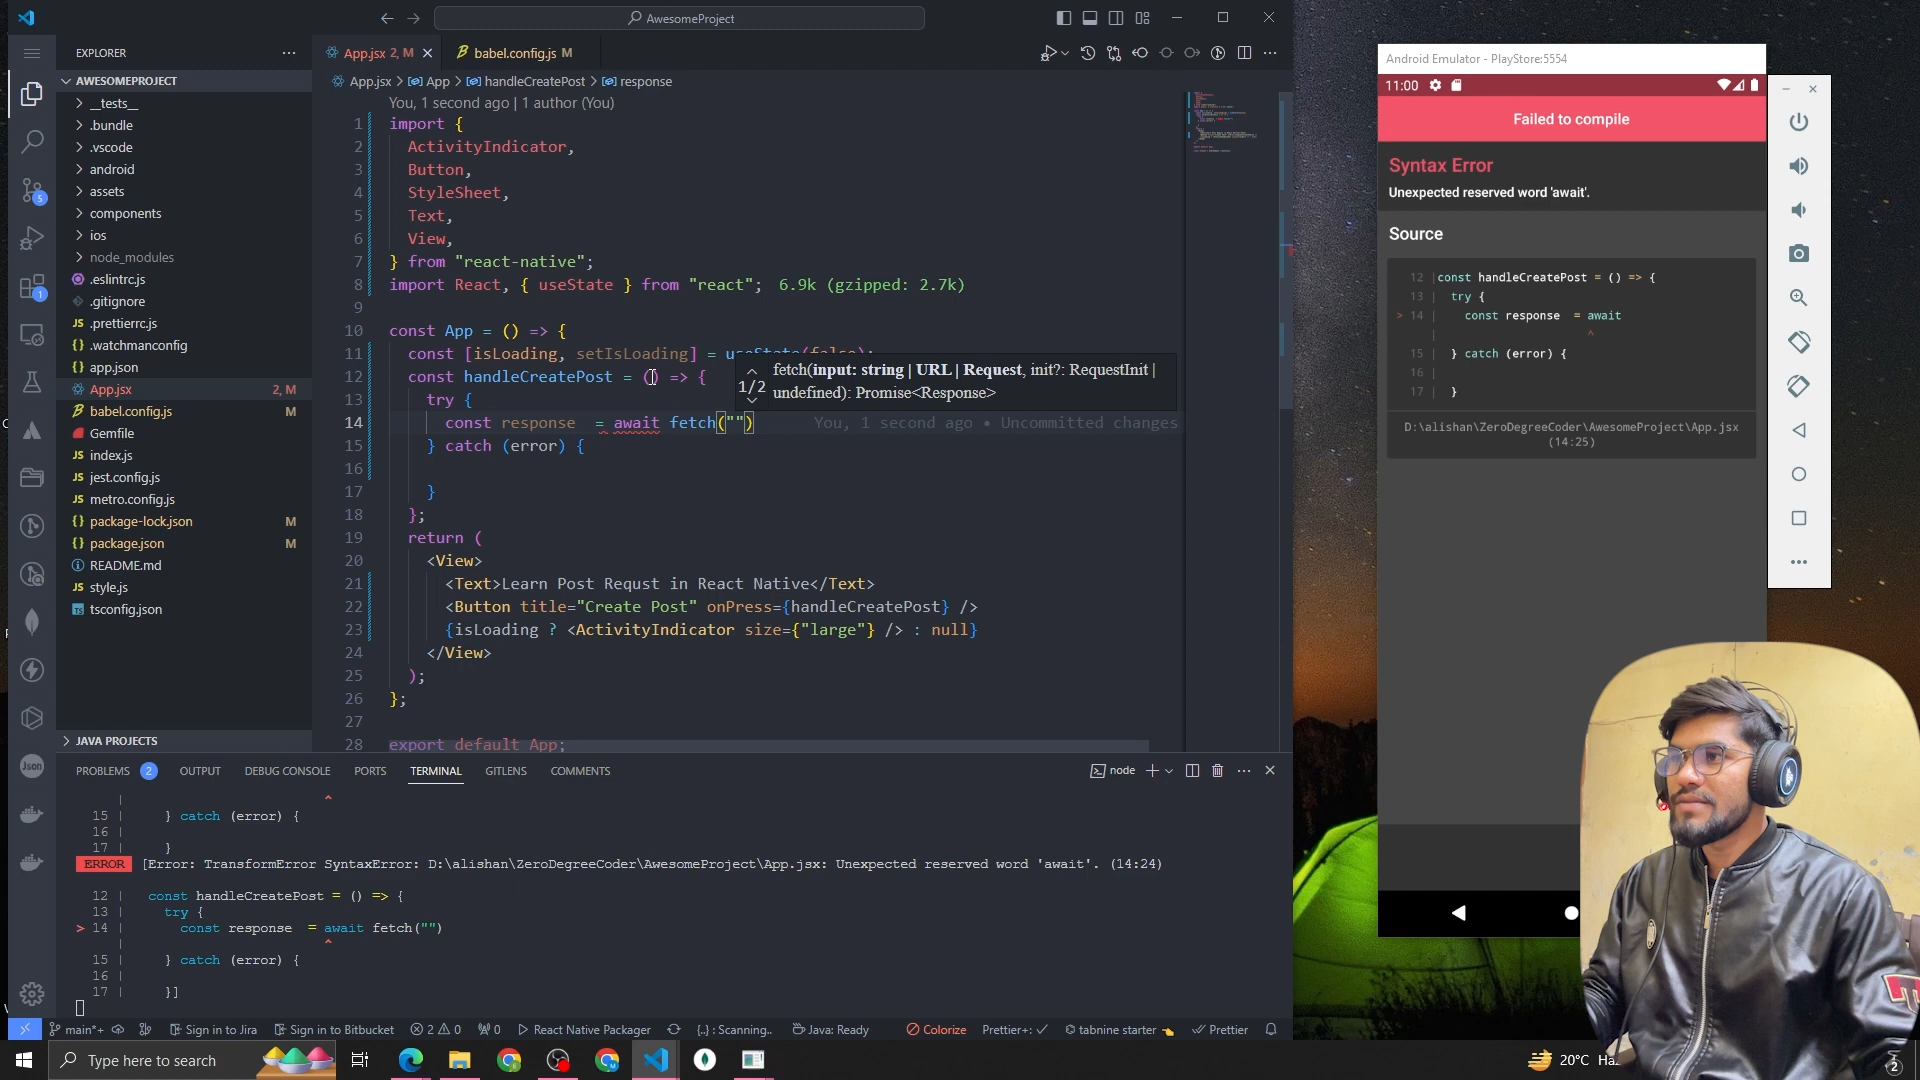 AwesomeProject
EXPLORER
App.jsx 2, M
babel.config.js M
AWESOMEPROJECT
App.jsx > App > handleCreatePost > response
__tests__
.bundle
.vscode
android
assets
components
ios
node_modules
.eslintrc.js
.gitignore
.prettierrc.js
.watchmanconfig
app.json
App.jsx 2, M
babel.config.js M
Gemfile
index.js
jest.config.js
metro.config.js
package-lock.json M
package.json M
README.md
style.js
tsconfig.json
JAVA PROJECTS
5
1
You, 1 second ago | 1 author (You)
1 import {
2 ActivityIndicator,
3 Button,
4 StyleSheet,
5 Text,
6 View,
7 } from "react-native";
8 import React, { useState } from "react"; 6.9k (gzipped: 2.7k)
9
10 const App = () => {
11 const [isLoading, setIsLoading] = useState(false);
12 const handleCreatePost = () => {
13 try {
14 const response = await fetch("") You, 1 second ago • Uncommitted changes
15 } catch (error) {
16
17 }
18 };
19 return (
20 <View>
21 <Text>Learn Post Requst in React Native</Text>
22 <Button title="Create Post" onPress={handleCreatePost} />
23 {isLoading ? <ActivityIndicator size={"large"} /> : null}
24 </View>
25 );
26 };
27
28 export default App;
1/2
fetch(input: string | URL | Request, init?: RequestInit |
undefined): Promise<Response>
PROBLEMS 2 OUTPUT DEBUG CONSOLE PORTS TERMINAL GITLENS COMMENTS
node
| ^
15 | } catch (error) {
16 |
17 | }
ERROR [Error: TransformError SyntaxError: D:\alishan\ZeroDegreeCoder\AwesomeProject\App.jsx: Unexpected reserved word 'await'. (14:24)
12 | const handleCreatePost = () => {
13 | try {
> 14 | const response = await fetch("")
| ^
15 | } catch (error) {
16 |
17 | }]
main*+ Sign in to Jira Sign in to Bitbucket 2 0 0 React Native Packager {..} : Scanning.. Java: Ready Colorize Prettier+: tabnine starter Prettier
Type here to search
20°C
2
Json
Android Emulator - PlayStore:5554
11:00
Failed to compile
Syntax Error
Unexpected reserved word 'await'.
Source
12 |const handleCreatePost = () => {
13 | try {
> 14 | const response = await
| ^
15 | } catch (error) {
16 |
17 | }
D:\alishan\ZeroDegreeCoder\AwesomeProject\App.jsx
(14:25)